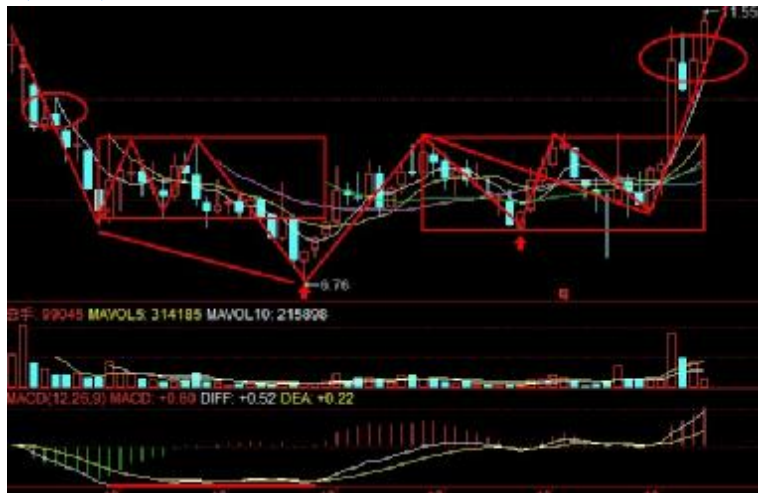 11.55
6.76
总手: 99045 MAVOL5: 314185 MAVOL10: 215898
MACD(12,26,9) MACD: +0.60 DIFF: +0.52 DEA: +0.22